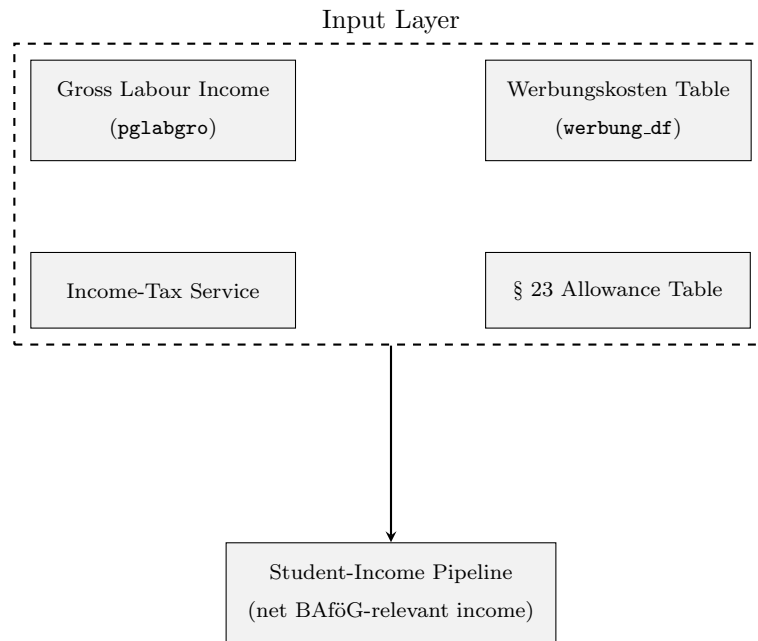 Input Layer
Gross Labour Income
(pglabgro)
Werbungskosten Table
(werbung_df)
Income-Tax Service
§ 23 Allowance Table
Student-Income Pipeline
(net BAföG-relevant income)